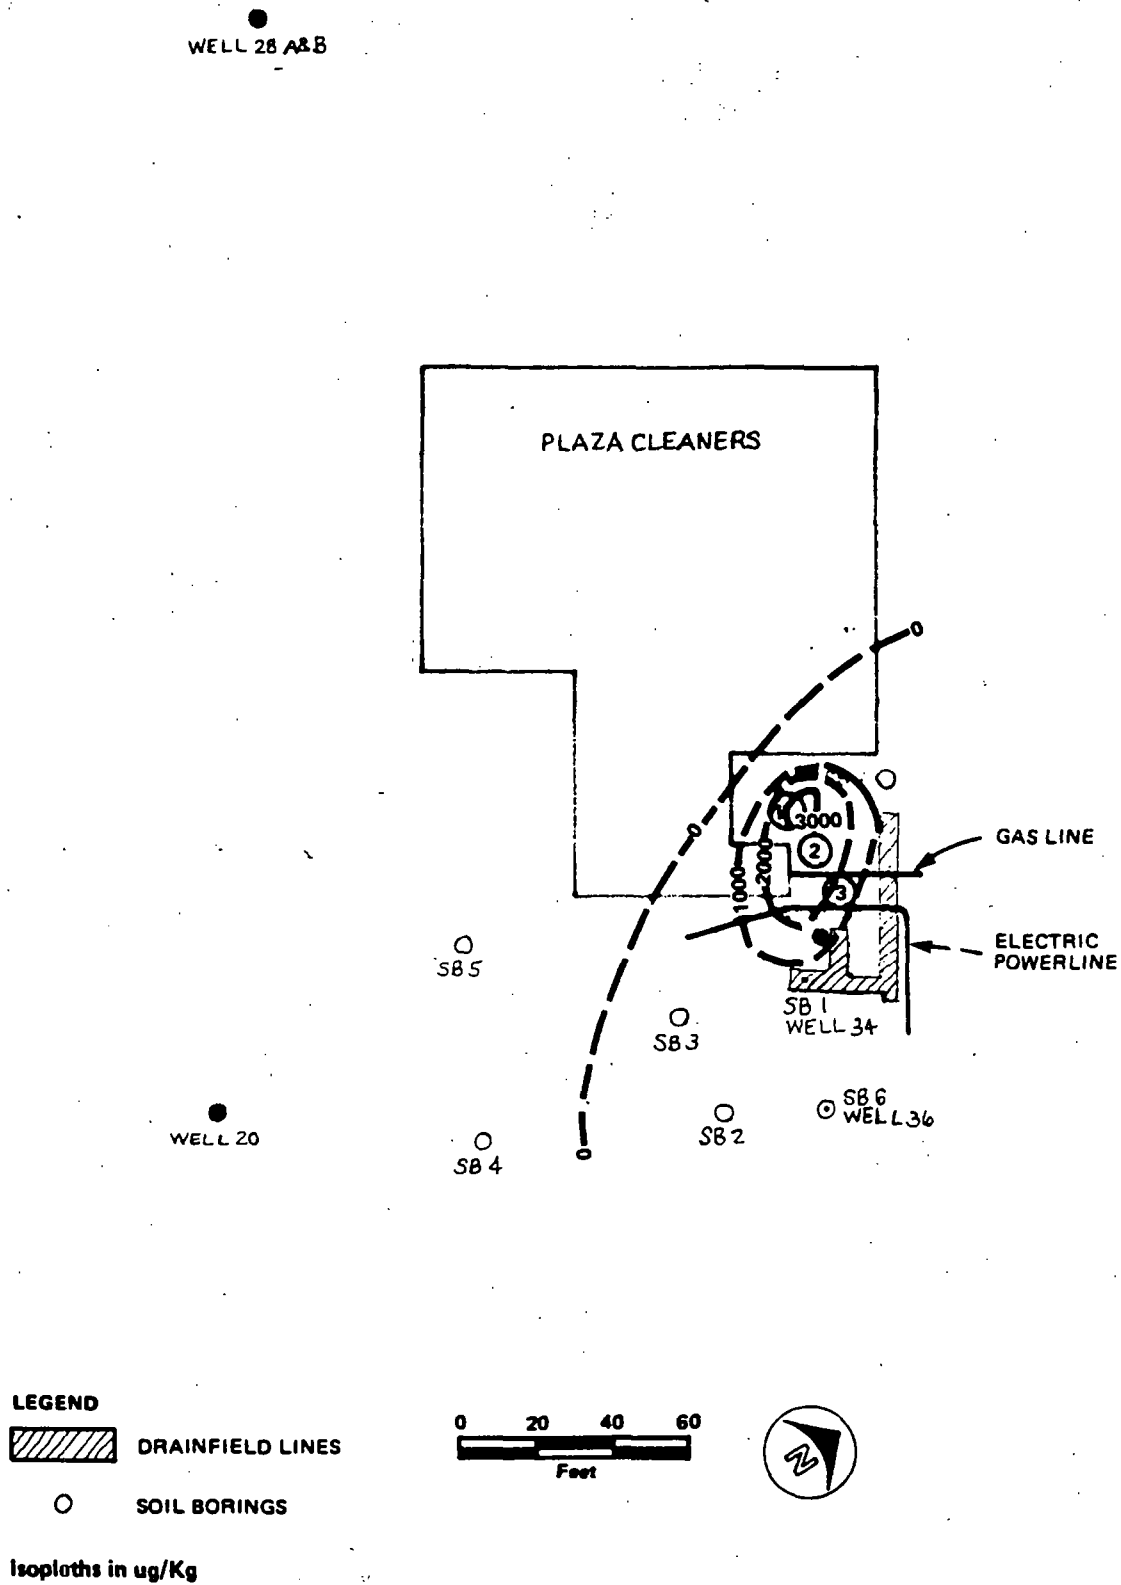 WELL 28 A&B
PLAZA CLEANERS
0
0
3000
2
GAS LINE
1000
2000
3
ELECTRIC
POWERLINE
SB 5
SB 1
WELL 34
SB 3
SB 6
WELL 36
WELL 20
SB 2
SB 4
0
LEGEND
DRAINFIELD LINES
SOIL BORINGS
Isopleths in ug/Kg
0 20 40 60
Feet
N